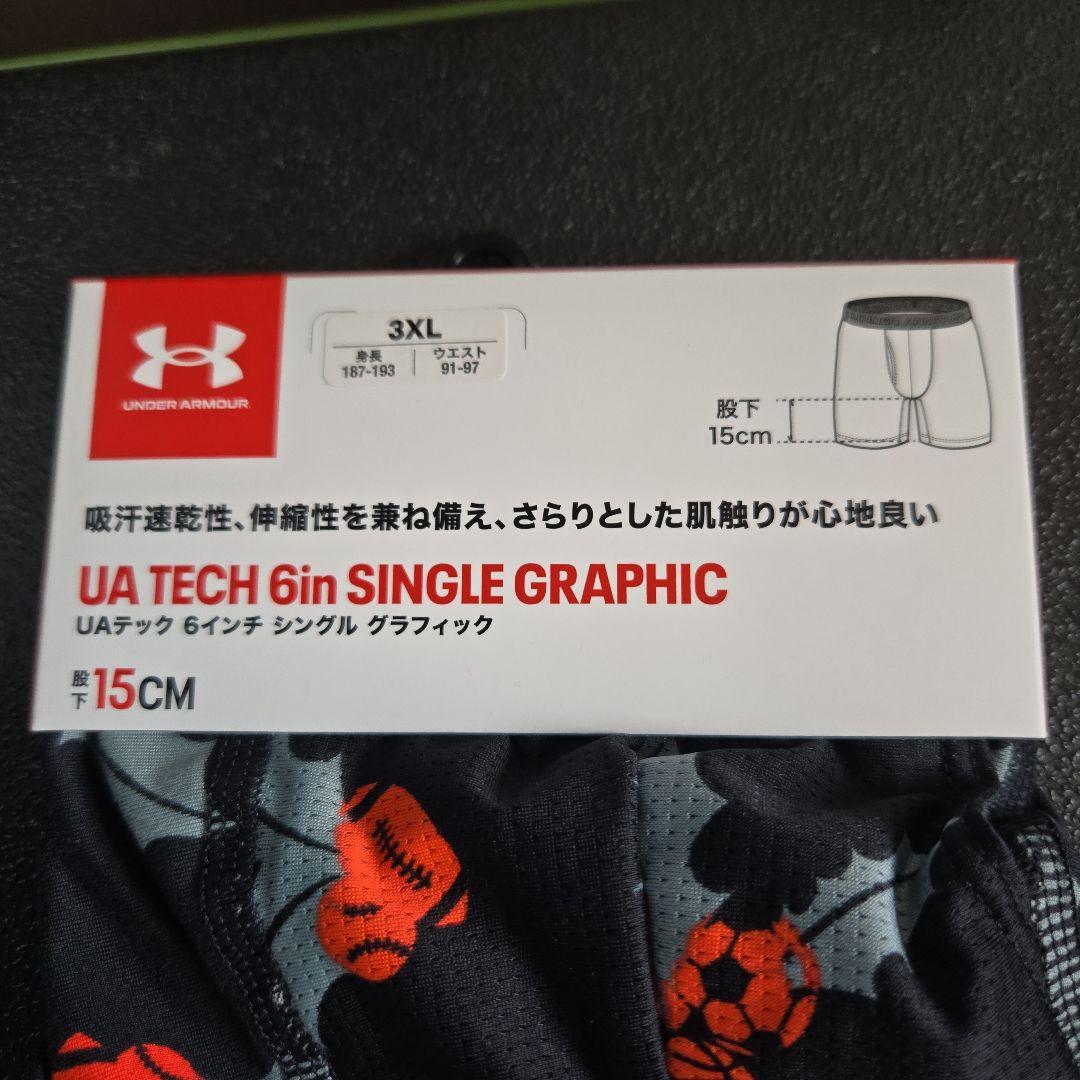 UNDER ARMOUR
3XL
身長 ウエスト
187-193 91-97
股下
15cm
吸汗速乾性、伸縮性を兼ね備え、さらりとした肌触りが心地良い
UA TECH 6in SINGLE GRAPHIC
UAテック 6インチ シングル グラフィック
股下 15CM